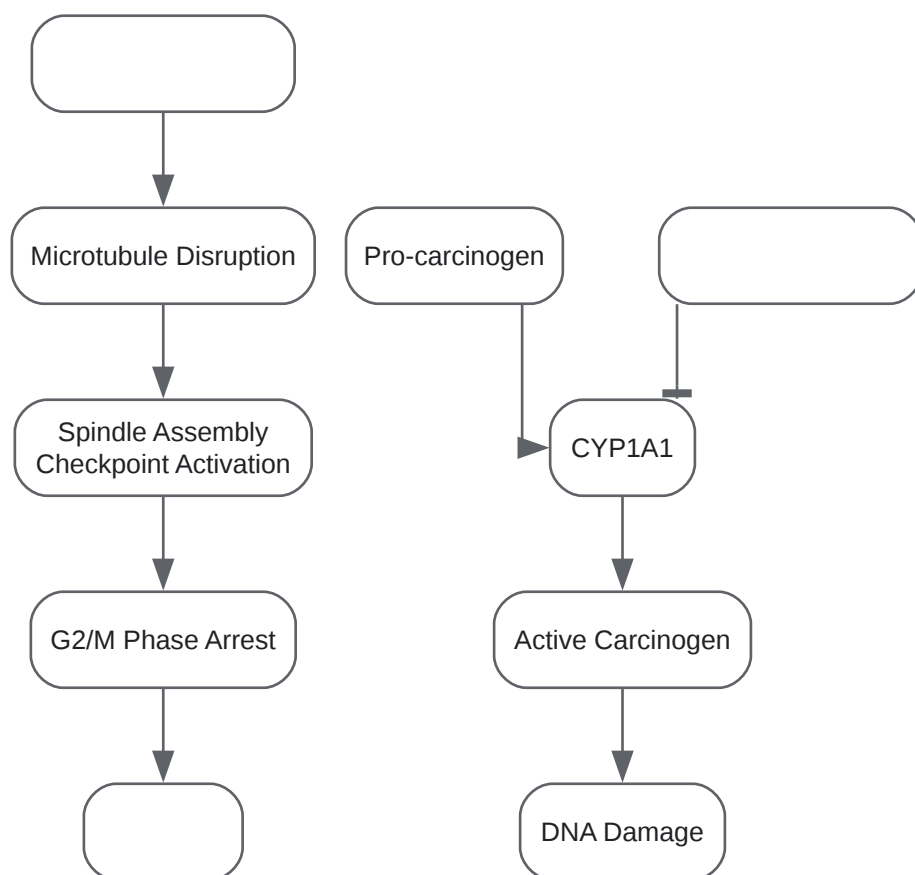 Microtubule Disruption
Pro-carcinogen
Spindle Assembly
Checkpoint Activation
CYP1A1
G2/M Phase Arrest
Active Carcinogen
DNA Damage